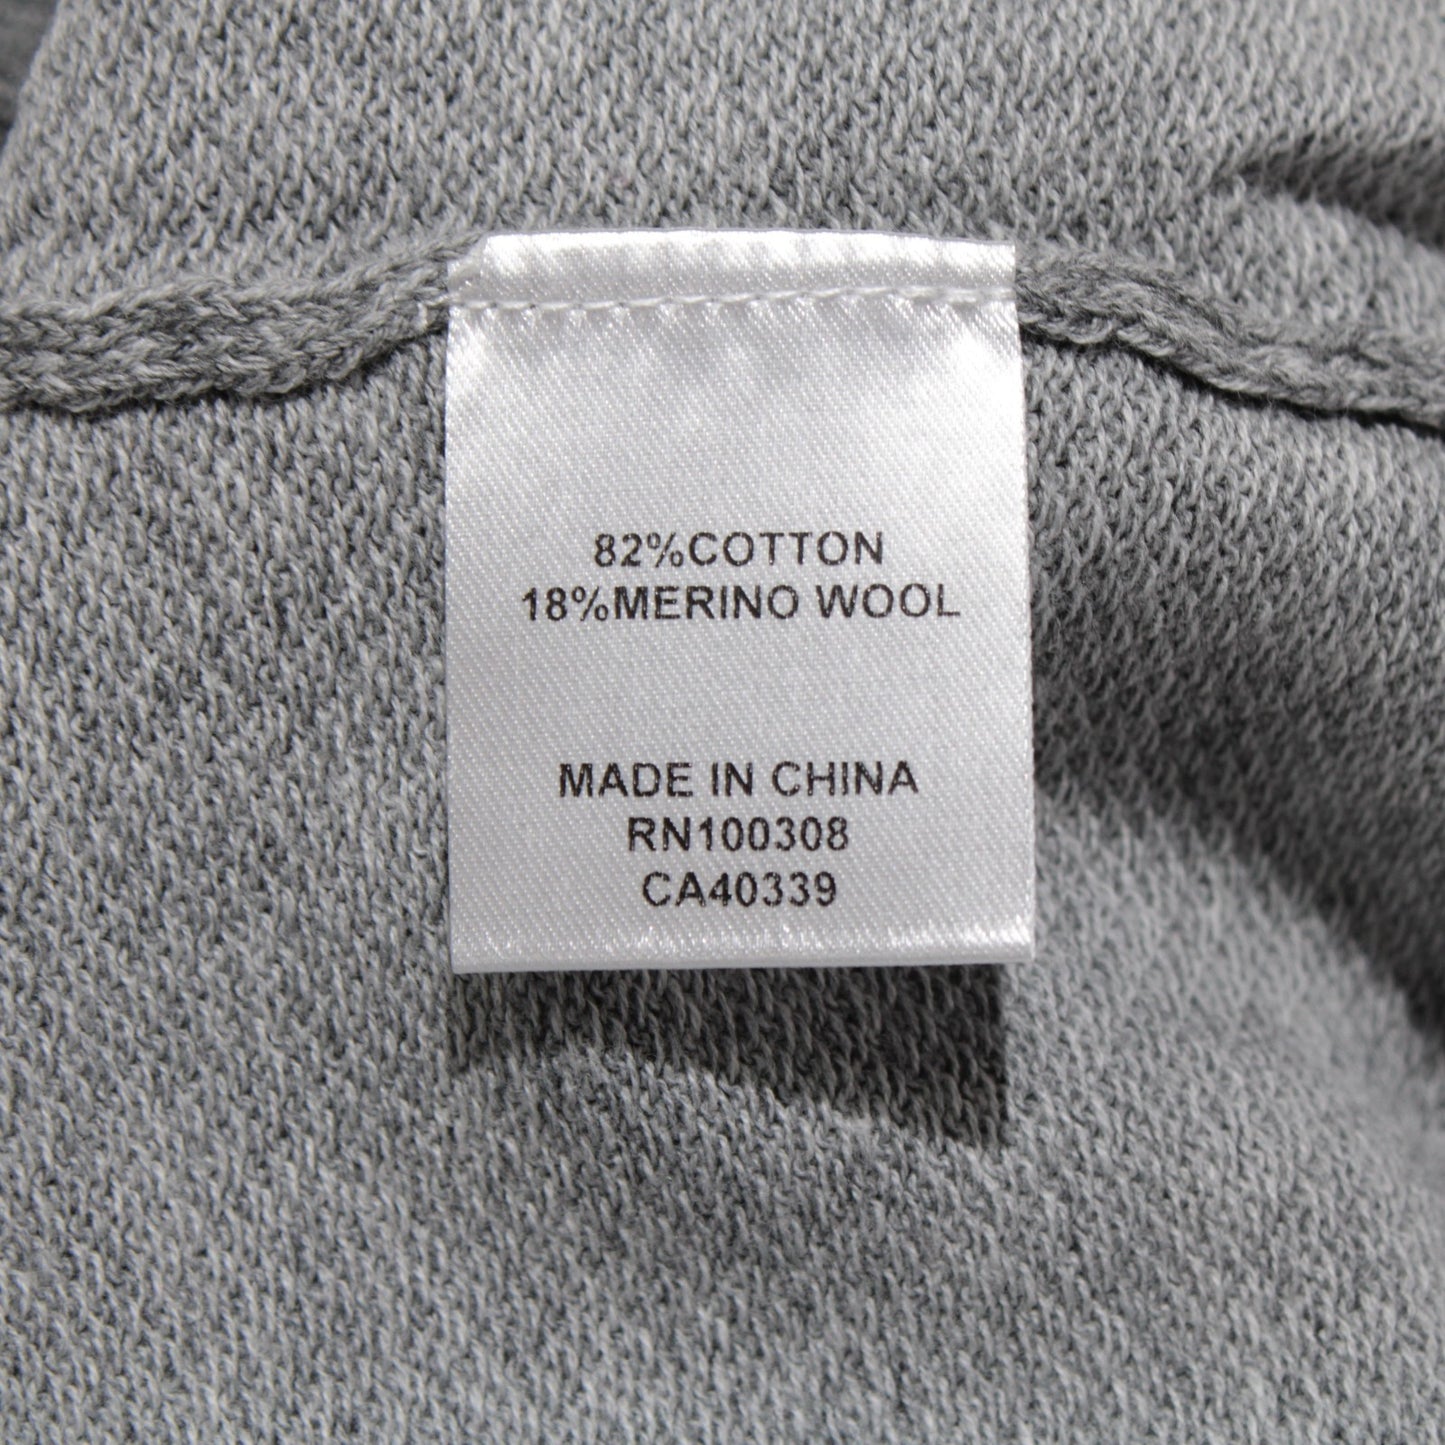 82%COTTON
18%MERINO WOOL
MADE IN CHINA
RN100308
CA40339